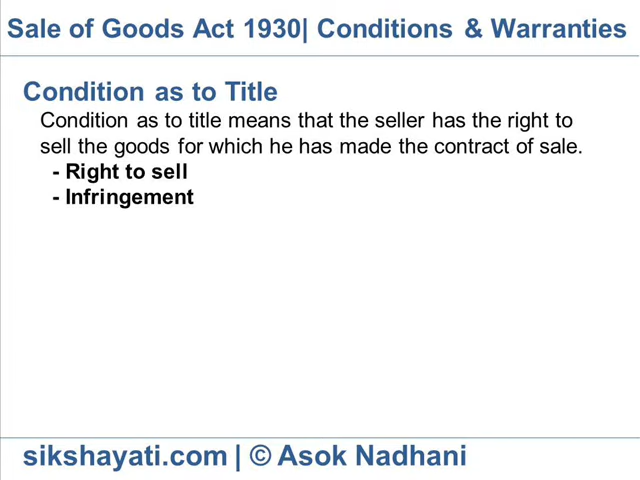 Sale of Goods Act 1930| Conditions & Warranties
Condition as to Title
Condition as to title means that the seller has the right to
sell the goods for which he has made the contract of sale.
- Right to sell
- Infringement
sikshayati.com | © Asok Nadhani